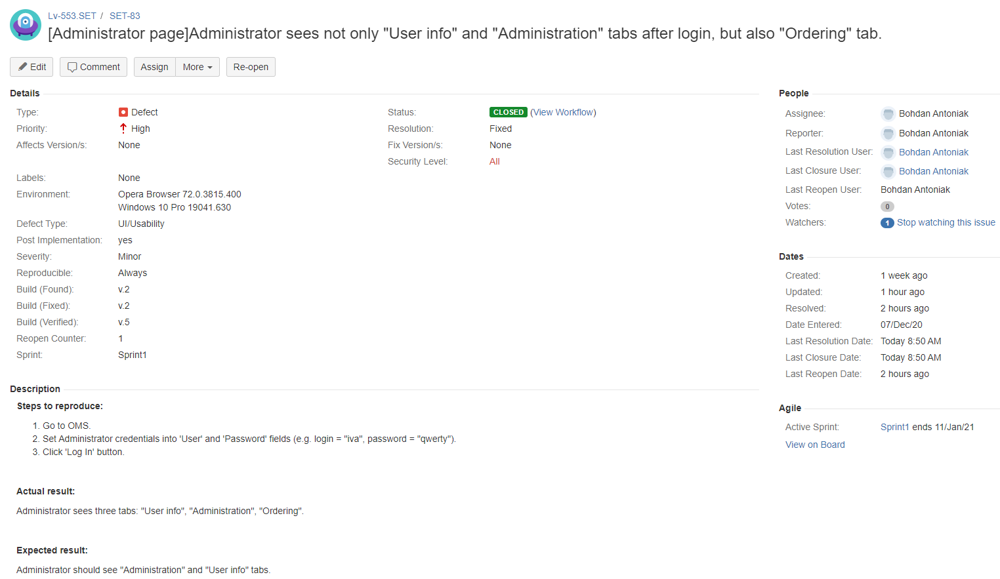 Lv-553.SET / SET-83
[Administrator page]Administrator sees not only "User info" and "Administration" tabs after login, but also "Ordering" tab.
Edit Comment Assign More Re-open
Details
Type: Defect
Priority: High
Affects Version/s: None
Status: CLOSED (View Workflow)
Resolution: Fixed
Fix Version/s: None
Security Level: All
Labels: None
Environment: Opera Browser 72.0.3815.400
Windows 10 Pro 19041.630
Defect Type: UI/Usability
Post Implementation: yes
Severity: Minor
Reproducible: Always
Build (Found): v.2
Build (Fixed): v.2
Build (Verified): v.5
Reopen Counter: 1
Sprint: Sprint1
Description
Steps to reproduce:
1. Go to OMS.
2. Set Administrator credentials into 'User' and 'Password' fields (e.g. login = "iva", password = "qwerty").
3. Click 'Log In' button.
Actual result:
Administrator sees three tabs: "User info", "Administration", "Ordering".
Expected result:
Administrator should see "Administration" and "User info" tabs.
People
Assignee: Bohdan Antoniak
Reporter: Bohdan Antoniak
Last Resolution User: Bohdan Antoniak
Last Closure User: Bohdan Antoniak
Last Reopen User: Bohdan Antoniak
Votes: 0
Watchers: 1 Stop watching this issue
Dates
Created: 1 week ago
Updated: 1 hour ago
Resolved: 2 hours ago
Date Entered: 07/Dec/20
Last Resolution Date: Today 8:50 AM
Last Closure Date: Today 8:50 AM
Last Reopen Date: 2 hours ago
Agile
Active Sprint: Sprint1 ends 11/Jan/21
View on Board